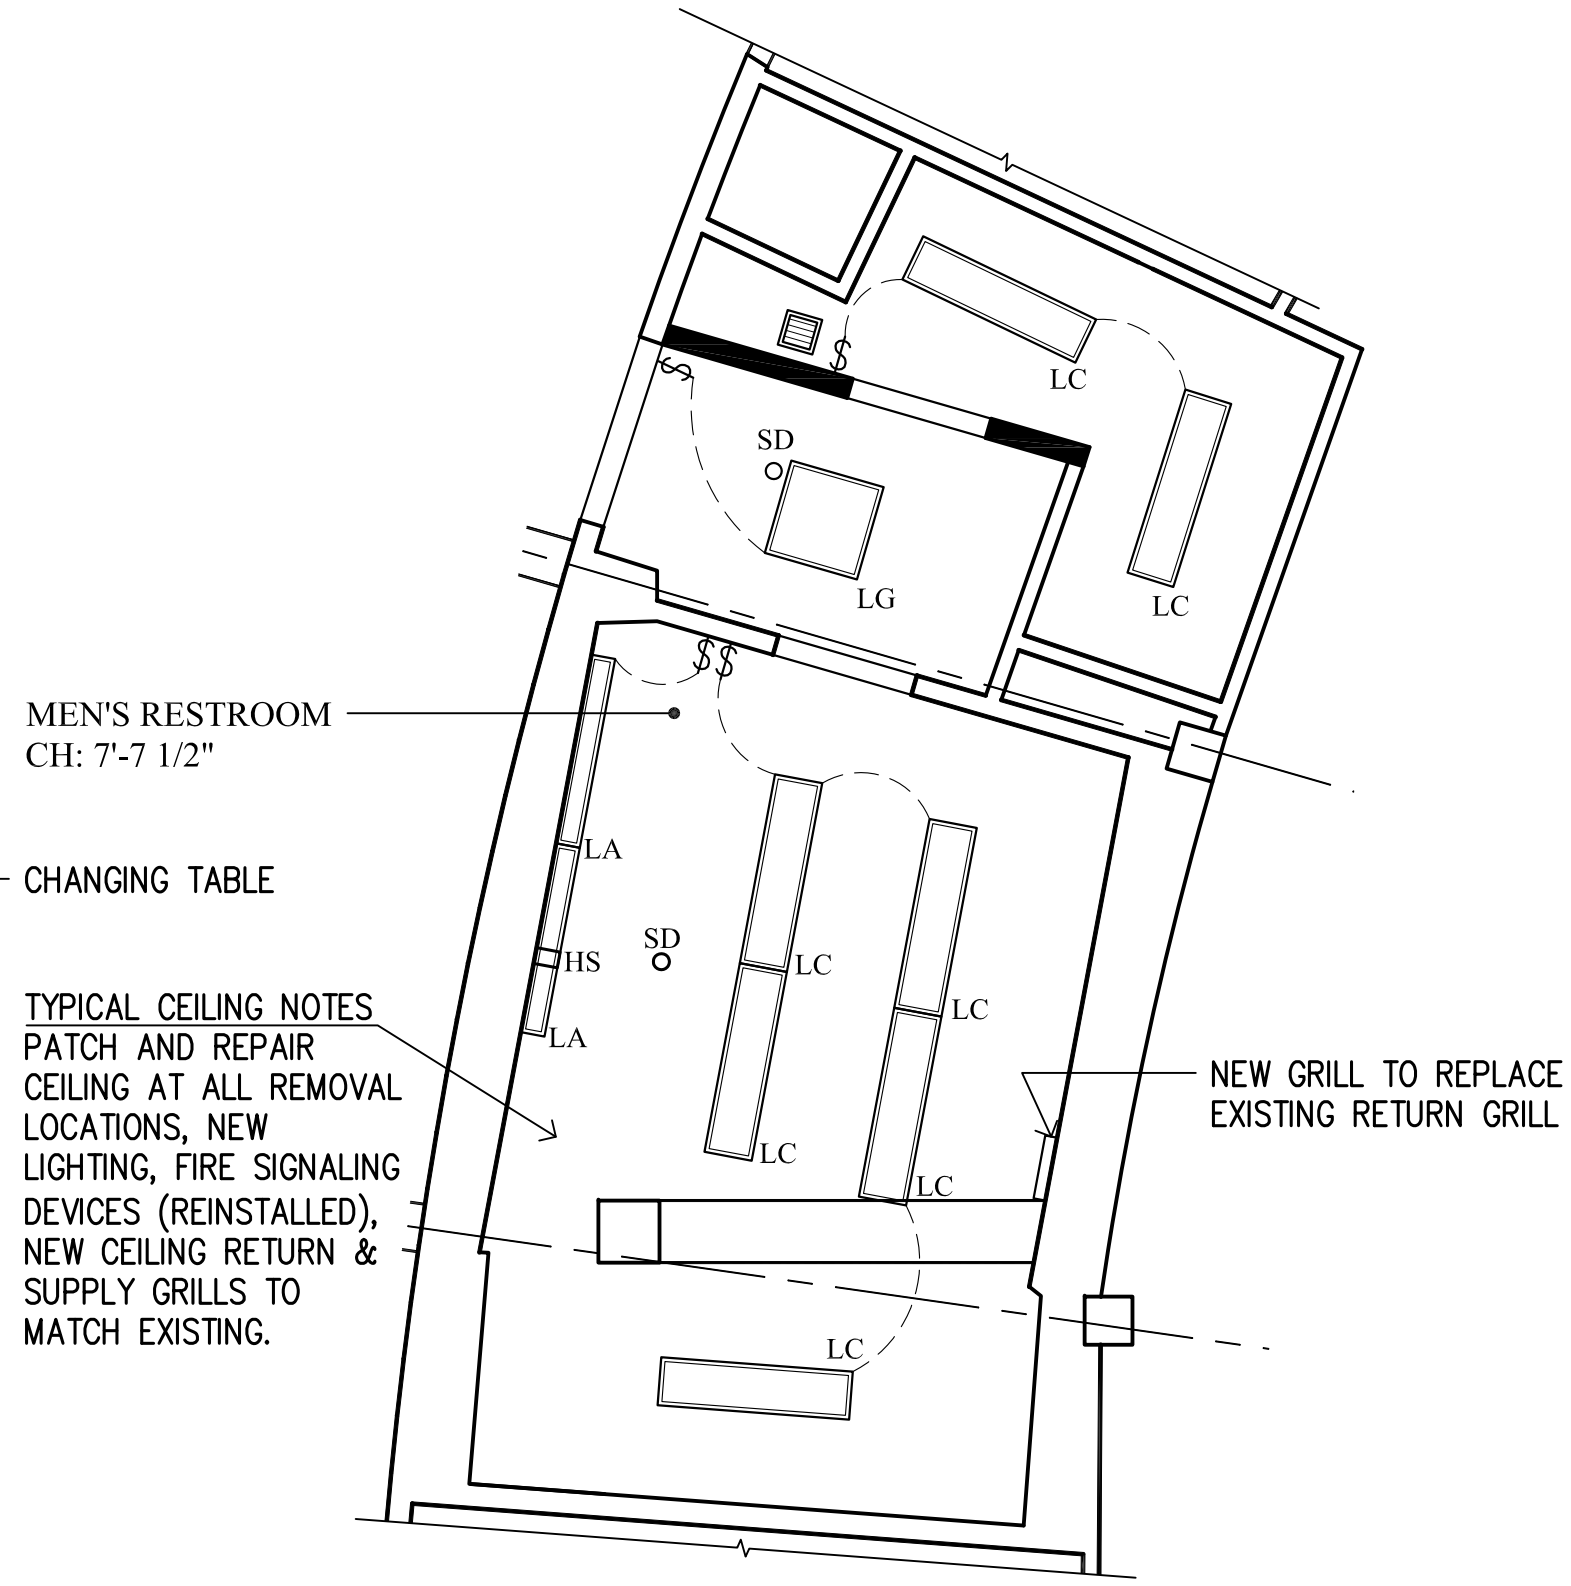 LC
$
$
SD
LG
LC
$$
MEN'S RESTROOM
CH: 7'-7 1/2"
LA
CHANGING TABLE
SD
HS
LC
LC
TYPICAL CEILING NOTES
PATCH AND REPAIR
CEILING AT ALL REMOVAL
LOCATIONS, NEW
LIGHTING, FIRE SIGNALING
DEVICES (REINSTALLED),
NEW CEILING RETURN &
SUPPLY GRILLS TO
MATCH EXISTING.
LA
NEW GRILL TO REPLACE
EXISTING RETURN GRILL
LC
LC
LC